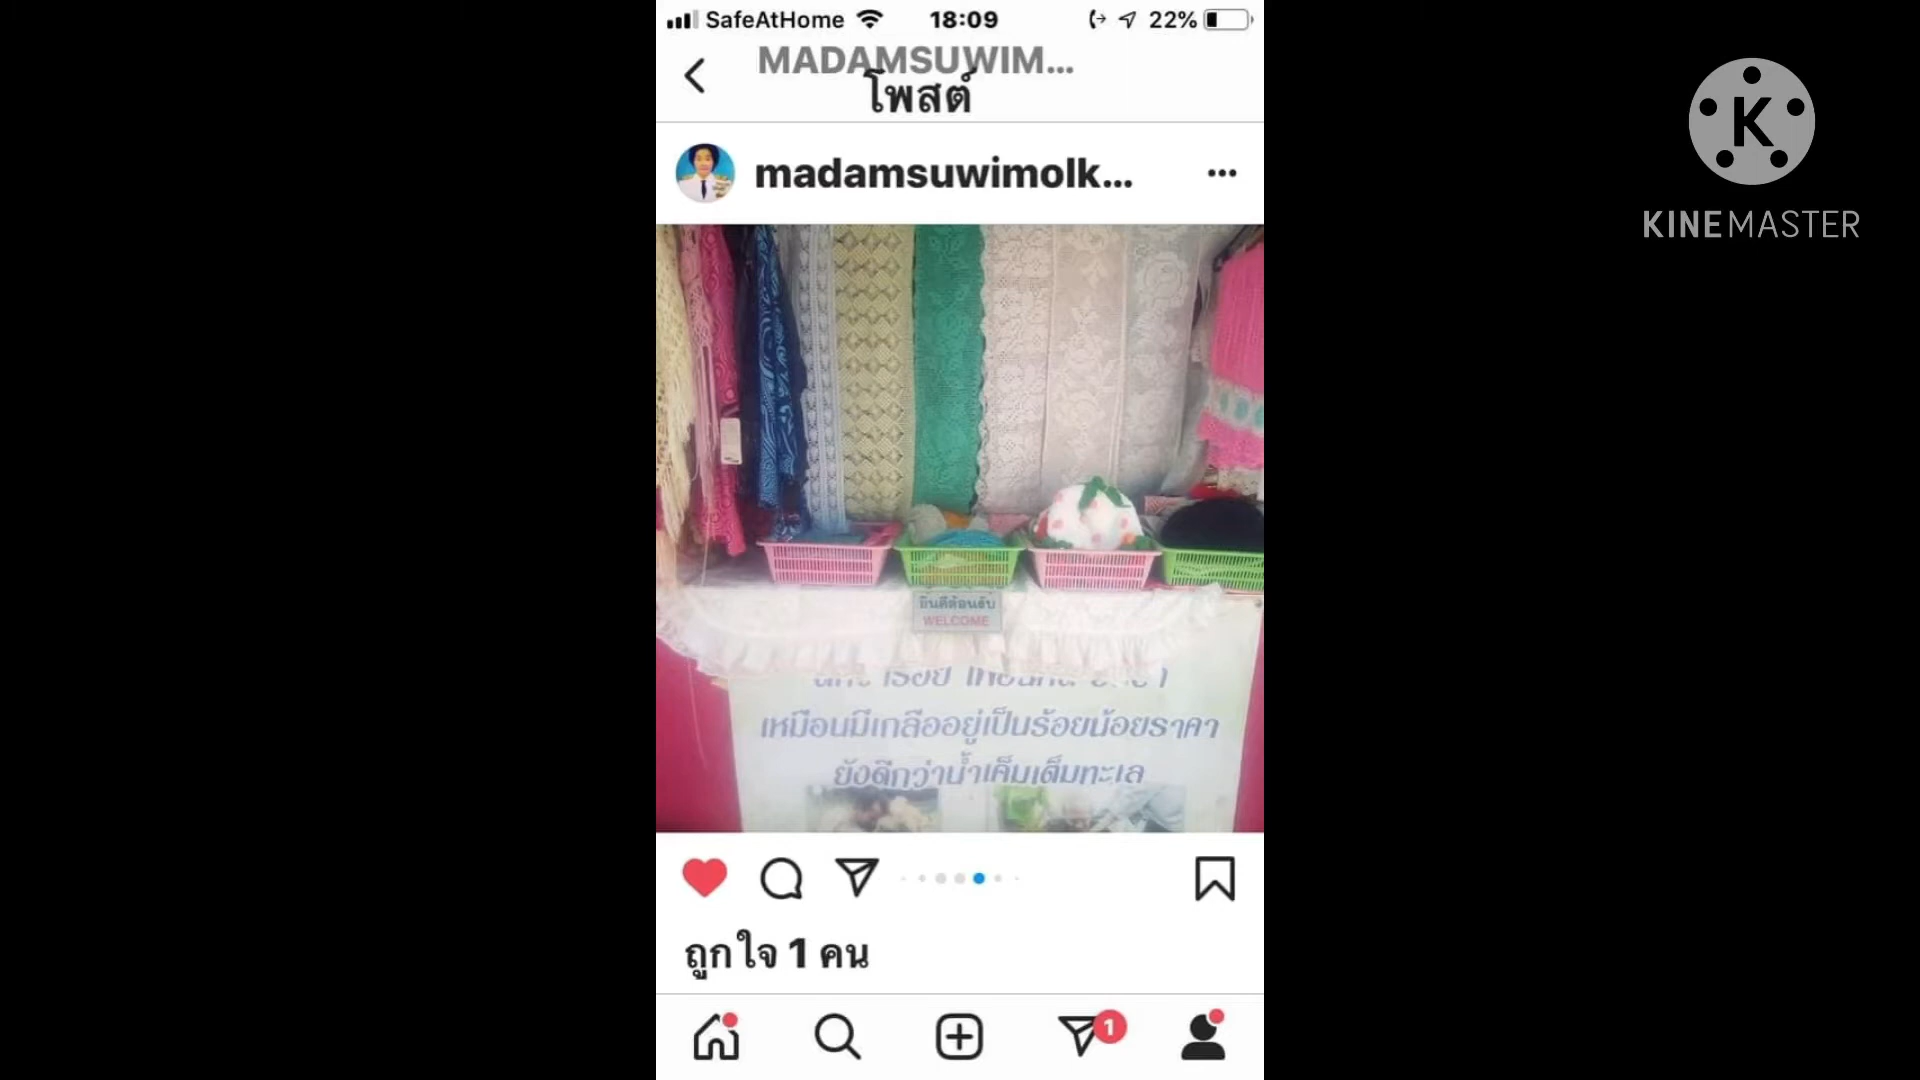 SafeAtHome 18:09 22%
MADAMSUWIM...
โพสต์
madamsuwimolk...
K
KINEMASTER
ยินดีต้อนรับ
WELCOME
เหมือนมีเกลืออยู่เป็นร้อยน้อยราคา
ยังดีกว่าน้ำเค็มเต็มทะเล
ถูกใจ 1 คน
1